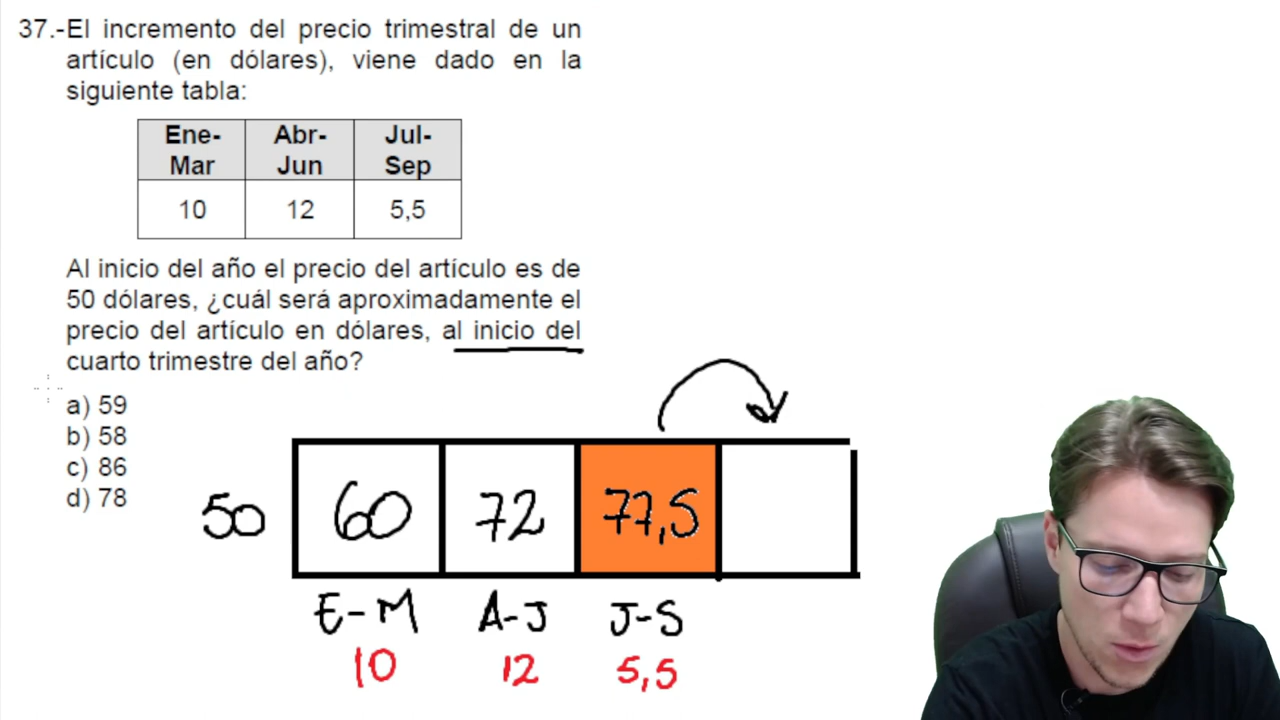 37.-El incremento del precio trimestral de un
artículo (en dólares), viene dado en la
siguiente tabla:
Ene- Abr- Jul-
Mar Jun Sep
10 12 5,5
Al inicio del año el precio del artículo es de
50 dólares, ¿cuál será aproximadamente el
precio del artículo en dólares, al inicio del
cuarto trimestre del año?
a) 59
b) 58
c) 86
d) 78
50 60 72 77,5
E-M A-J J-S
10 12 5,5